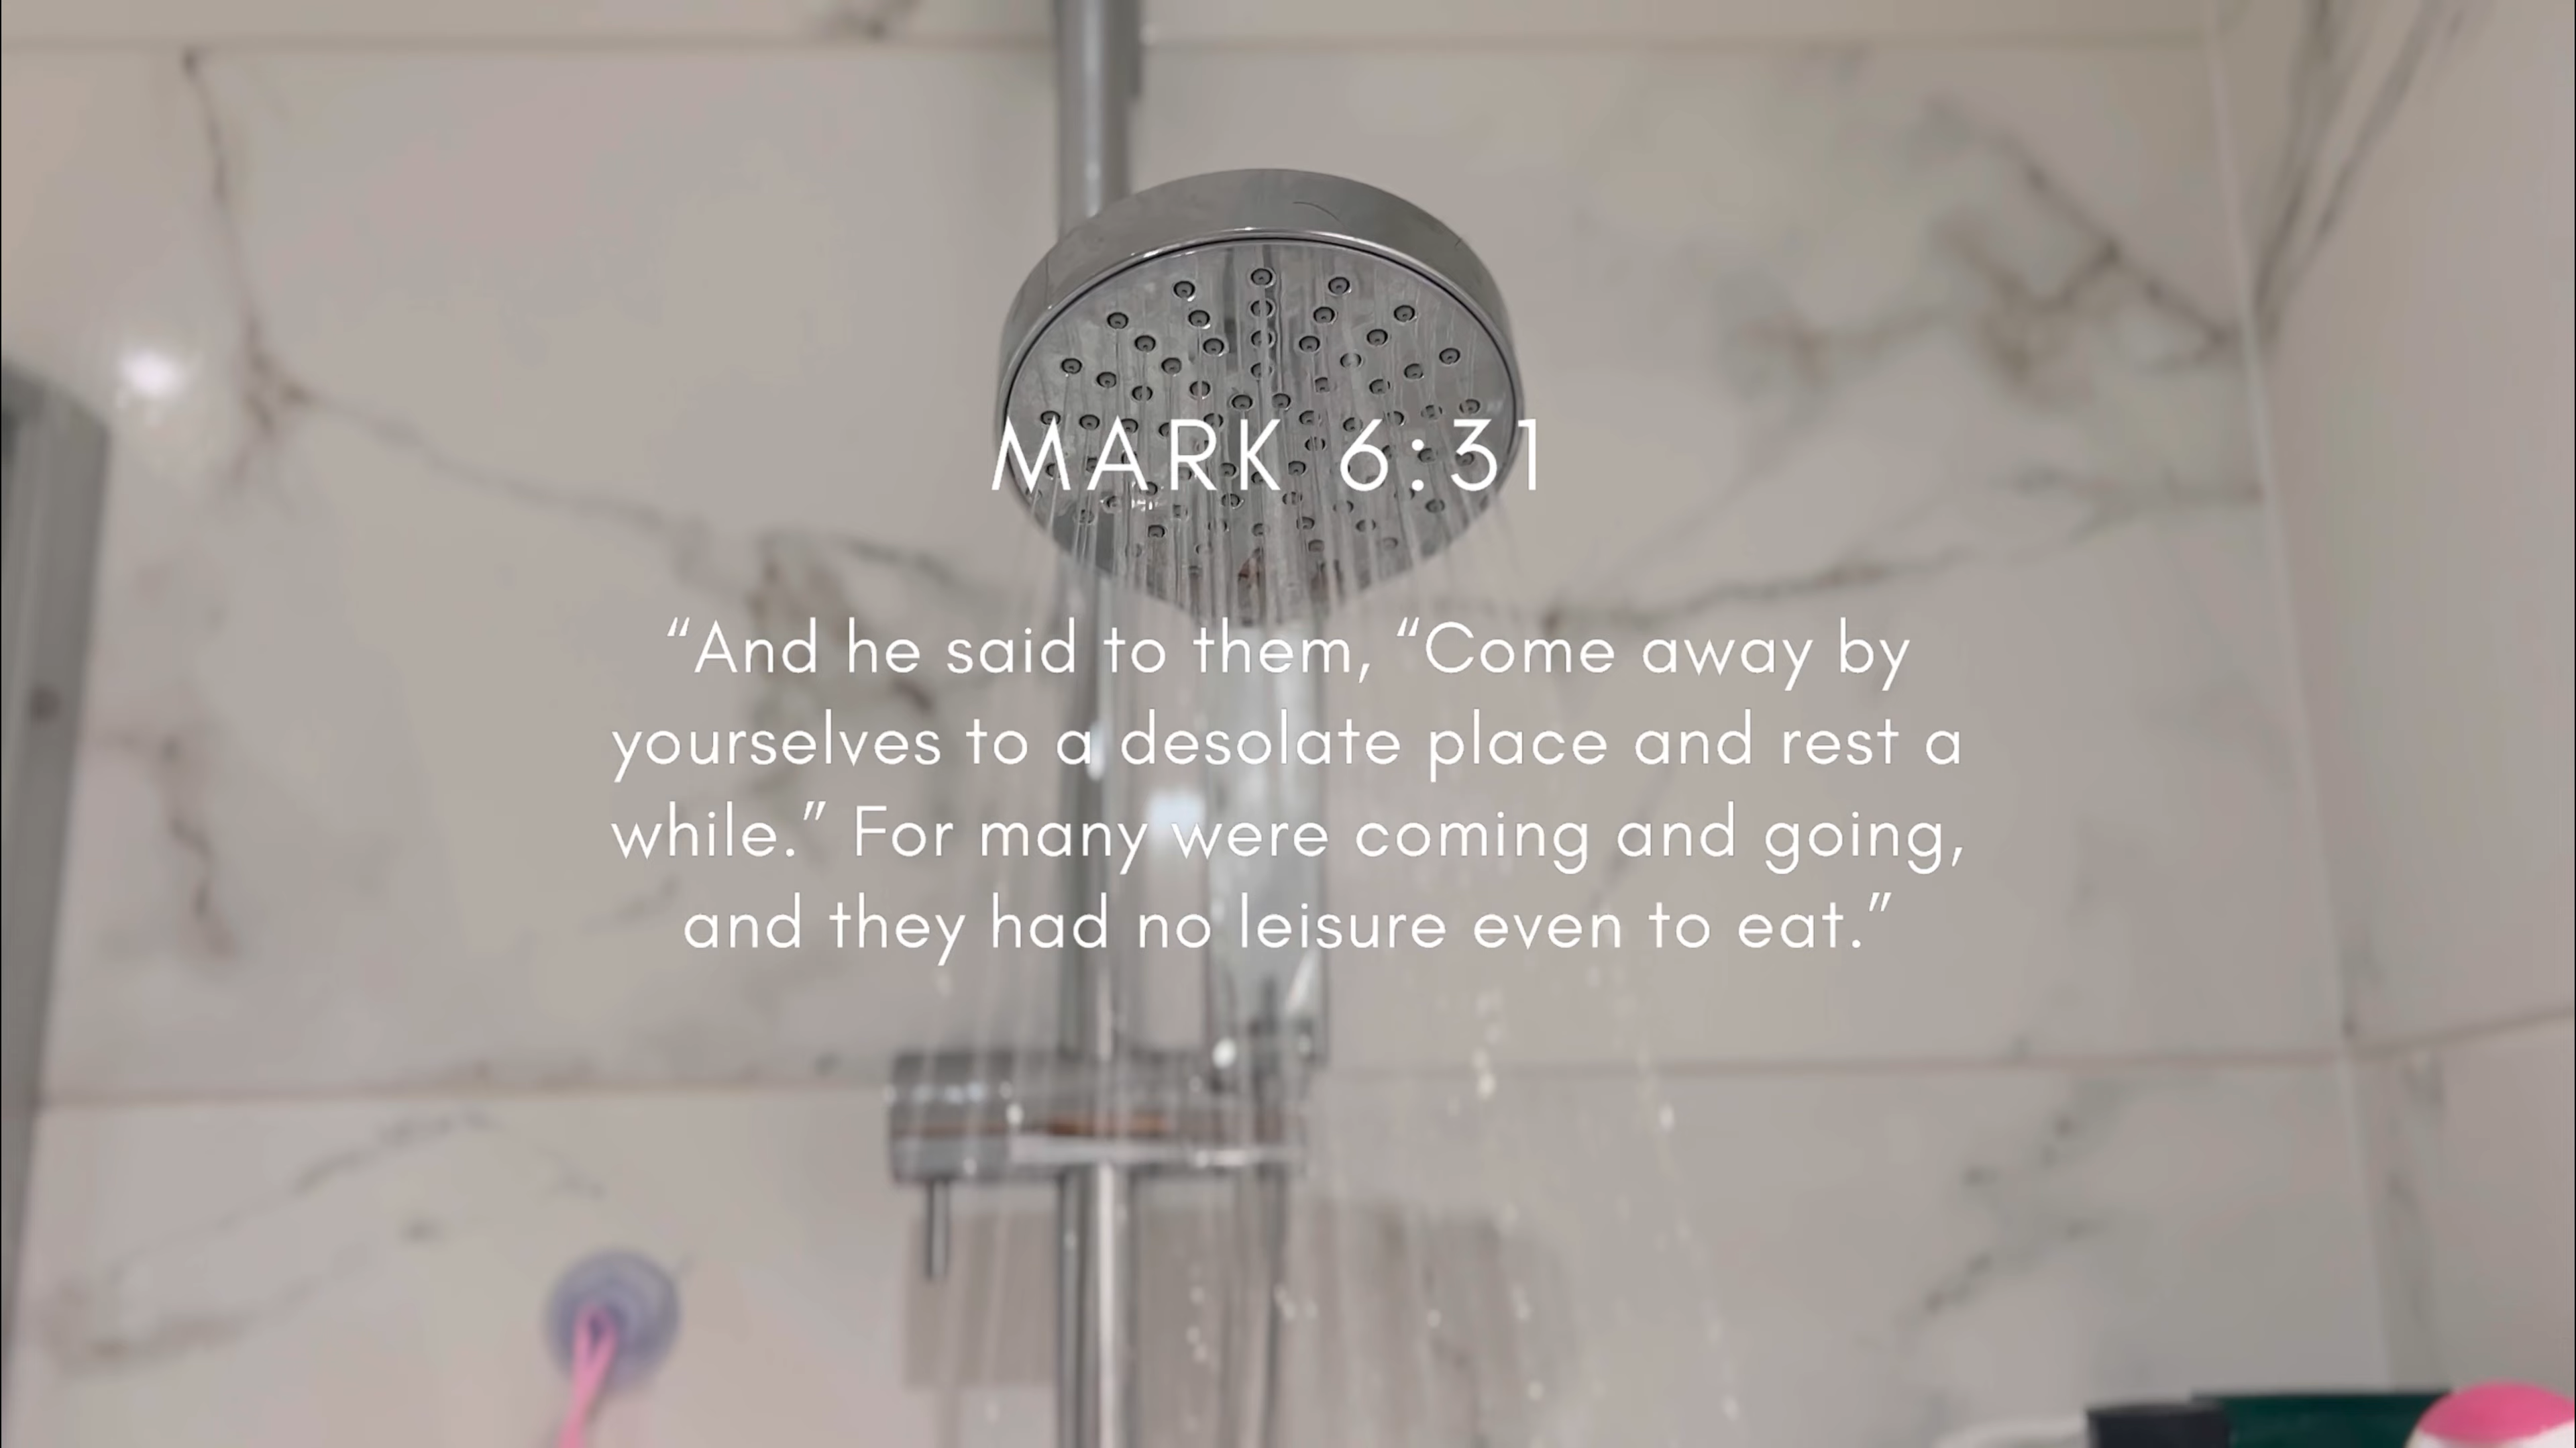 MARK 6:31
“And he said to them, “Come away by
yourselves to a desolate place and rest a
while.” For many were coming and going,
and they had no leisure even to eat.”